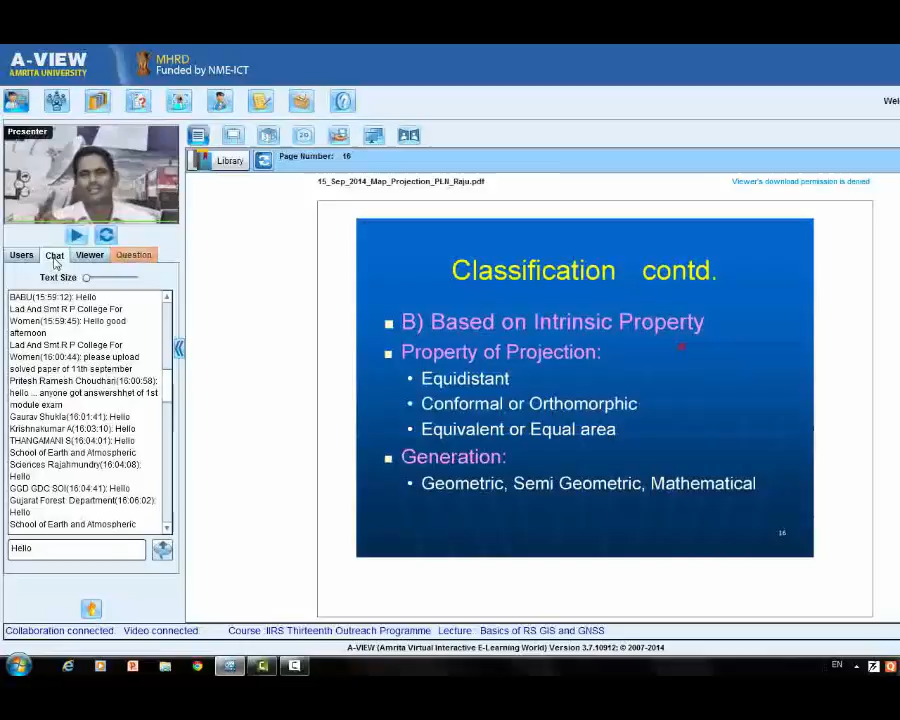 A-VIEW
AMRITA UNIVERSITY
MHRD
Funded by NME-ICT
Wel
Presenter
Library
Page Number: 16
15_Sep_2014_Map_Projection_PLN_Raju.pdf
Viewer's download permission is denied
Users Chat Viewer Question
Text Size
BABU(15:59:12): Hello
Lad And Smt R P College For
Women(15:59:45): Hello good
afternoon
Lad And Smt R P College For
Women(16:00:44): please upload
solved paper of 11th september
Pritesh Ramesh Choudhari(16:00:58):
hello ... anyone got answershhet of 1st
module exam
Gaurav Shukla(16:01:41): Hello
Krishnakumar A(16:03:10): Hello
THANGAMANI S(16:04:01): Hello
School of Earth and Atmospheric
Sciences Rajahmundry(16:04:08):
Hello
GGD GDC SOI(16:04:41): Hello
Gujarat Forest Department(16:06:02):
Hello
School of Earth and Atmospheric
Hello
Classification contd.
B) Based on Intrinsic Property
Property of Projection:
• Equidistant
• Conformal or Orthomorphic
• Equivalent or Equal area
Generation:
• Geometric, Semi Geometric, Mathematical
16
Collaboration connected. Video connected. Course :IIRS Thirteenth Outreach Programme Lecture : Basics of RS GIS and GNSS
A-VIEW (Amrita Virtual Interactive E-Learning World) Version 3.7.10912; © 2007-2014
EN